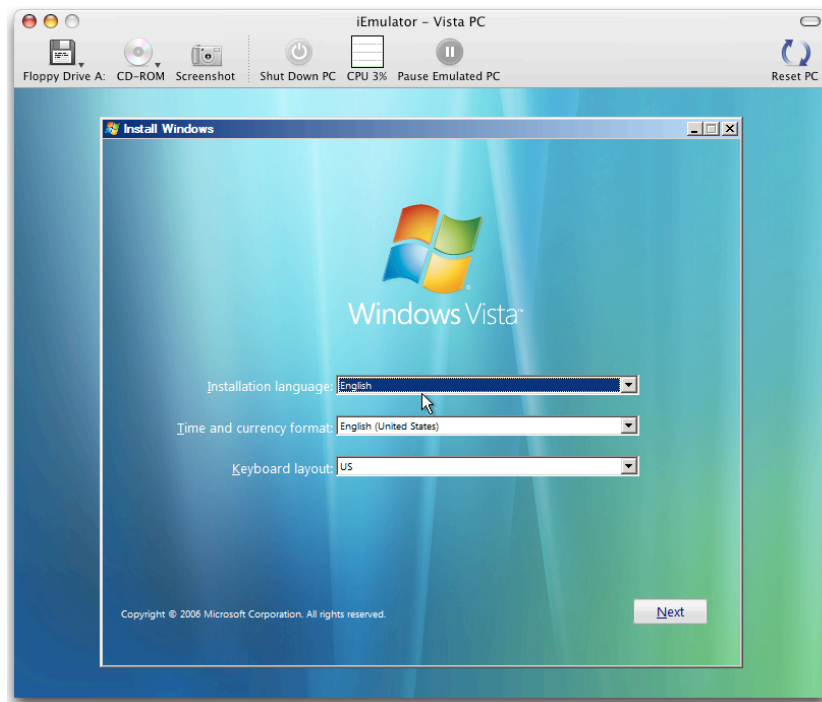 iEmulator – Vista PC
Floppy Drive A: CD-ROM Screenshot Shut Down PC CPU 3% Pause Emulated PC Reset PC
Install Windows
Windows Vista™
Installation language: English
Time and currency format: English (United States)
Keyboard layout: US
Copyright © 2006 Microsoft Corporation. All rights reserved.
Next